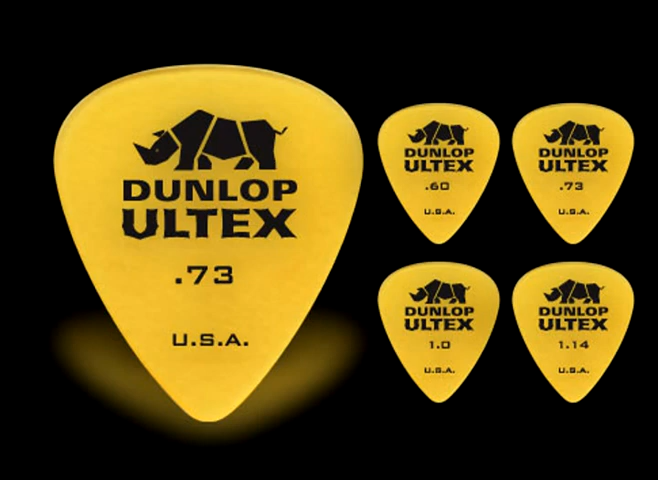 DUNLOP
ULTEX
.73
U.S.A.
DUNLOP
ULTEX
.60
U.S.A.
DUNLOP
ULTEX
.73
U.S.A.
DUNLOP
ULTEX
1.0
U.S.A.
DUNLOP
ULTEX
1.14
U.S.A.